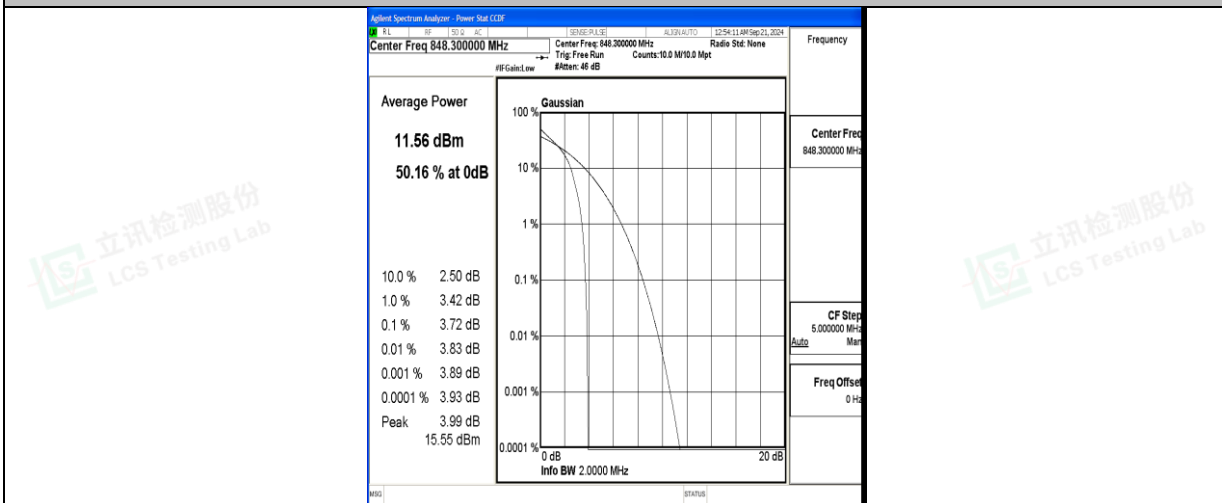 Agilent Spectrum Analyzer - Power Stat CCDF
RL RF 50 Ω AC SENSE:PULSE ALIGN AUTO 12:54:11 AM Sep 21, 2024
Center Freq 848.300000 MHz
Center Freq: 848.300000 MHz Radio Std: None
Trig: Free Run Counts:10.0 M/10.0 Mpt
#IFGain:Low #Atten: 46 dB
Frequency
Average Power
11.56 dBm
50.16 % at 0dB
10.0 % 2.50 dB
1.0 % 3.42 dB
0.1 % 3.72 dB
0.01 % 3.83 dB
0.001 % 3.89 dB
0.0001 % 3.93 dB
Peak 3.99 dB
15.55 dBm
Gaussian
100 %
10 %
1 %
0.1 %
0.01 %
0.001 %
0.0001 %
0 dB 20 dB
Info BW 2.0000 MHz
Center Freq
848.300000 MHz
CF Step
5.000000 MHz
Auto Man
Freq Offset
0 Hz
MSG STATUS
立讯检测股份
LCS Testing Lab
立讯检测股份
LCS Testing Lab